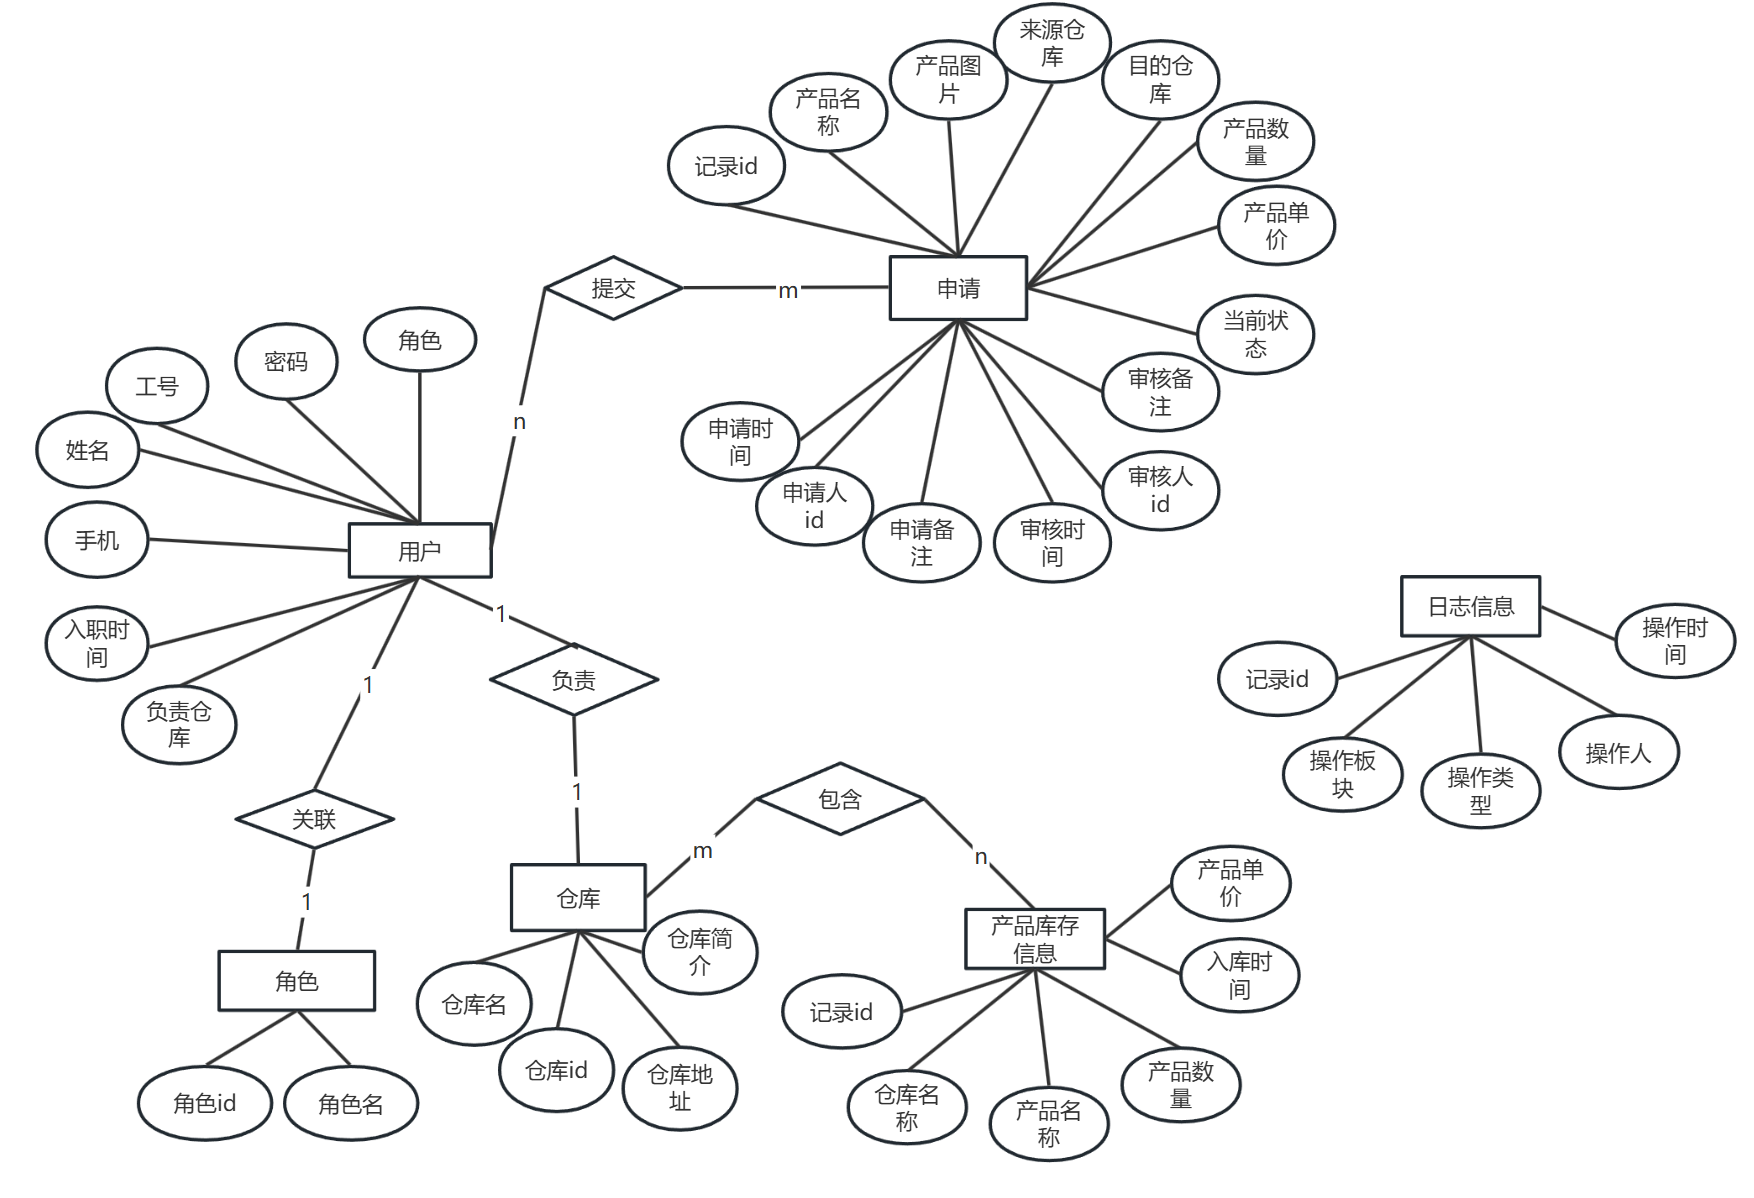 来源仓
库
产品图
片
目的仓
库
产品名
称
产品数
量
记录id
产品单
价
提交
m
申请
当前状
态
角色
密码
工号
审核备
注
n
申请时
间
姓名
申请人
id
审核人
id
申请备
注
审核时
间
手机
用户
1
日志信息
入职时
间
操作时
间
1
负责
记录id
负责仓
库
操作板
块
操作类
型
操作人
关联
1
包含
m
n
1
仓库
产品单
价
仓库简
介
产品库存
信息
入库时
间
角色
仓库名
记录id
仓库id
仓库地
址
产品数
量
角色id
角色名
仓库名
称
产品名
称